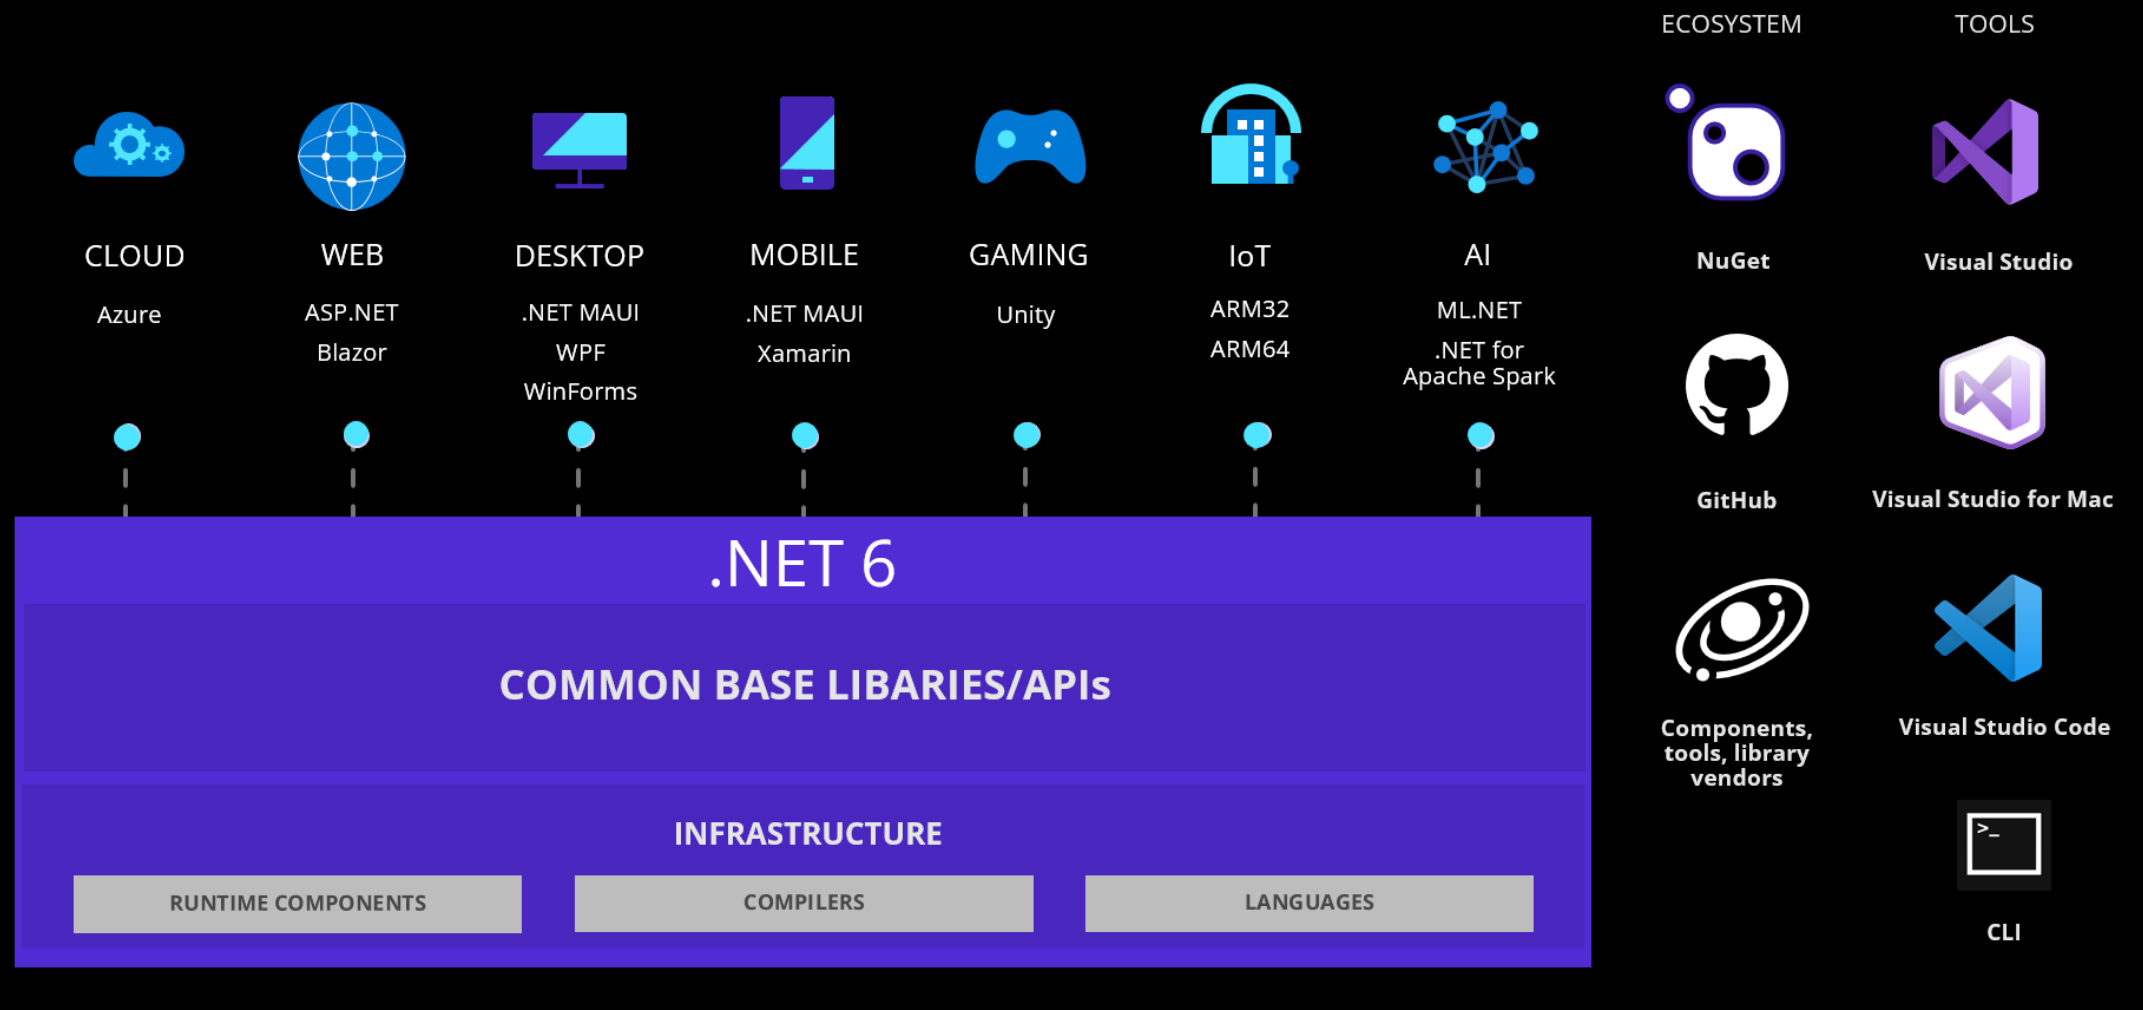 ECOSYSTEM
TOOLS
CLOUD
Azure
WEB
ASP.NET
Blazor
DESKTOP
.NET MAUI
WPF
WinForms
MOBILE
.NET MAUI
Xamarin
GAMING
Unity
IoT
ARM32
ARM64
AI
ML.NET
.NET for
Apache Spark
NuGet
GitHub
Components,
tools, library
vendors
Visual Studio
Visual Studio for Mac
Visual Studio Code
>_
CLI
.NET 6
COMMON BASE LIBARIES/APIs
INFRASTRUCTURE
RUNTIME COMPONENTS
COMPILERS
LANGUAGES